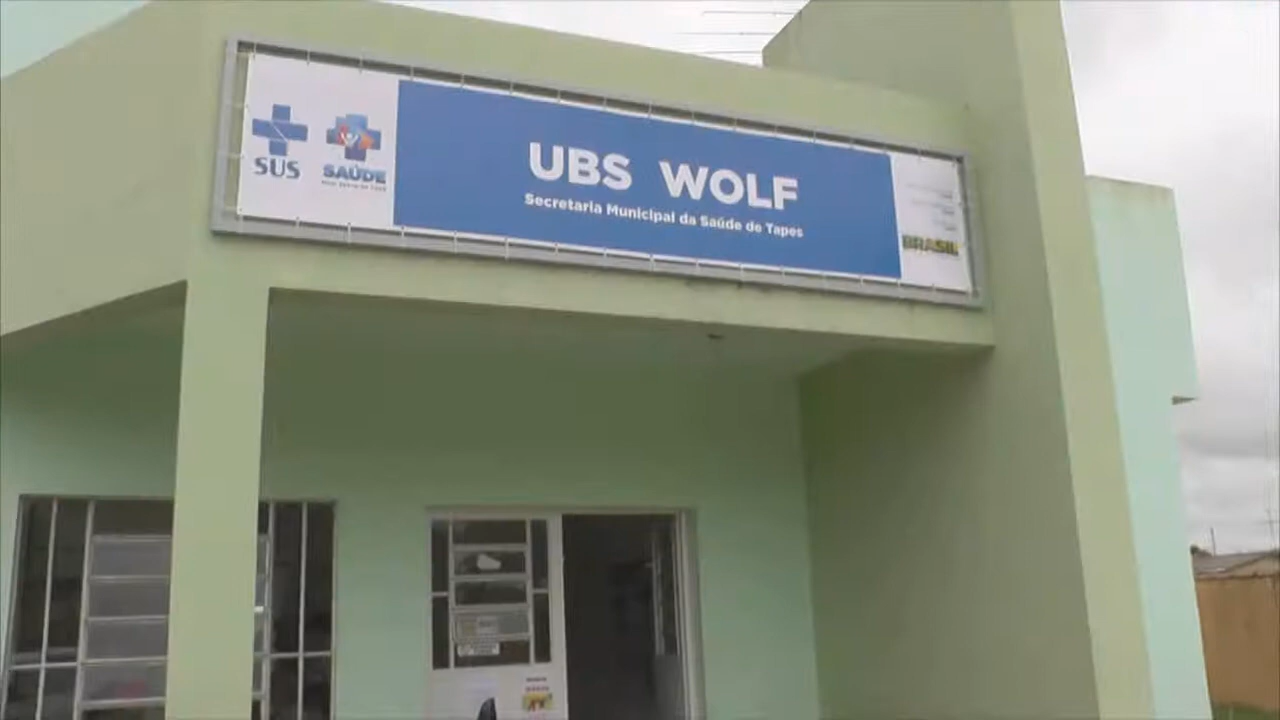 SUS
SAÚDE
UBS WOLF
Secretaria Municipal da Saúde de Tapes
BRASIL